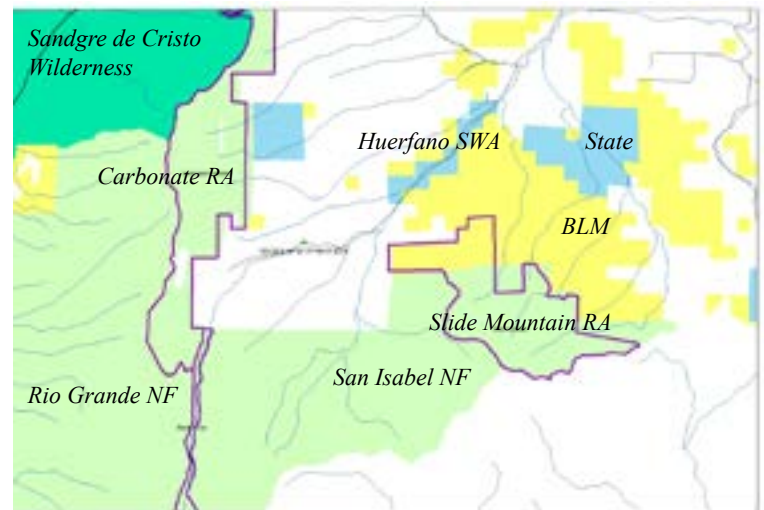 Sandgre de Cristo
Wilderness
Huerfano SWA
State
Carbonate RA
BLM
Slide Mountain RA
San Isabel NF
Rio Grande NF